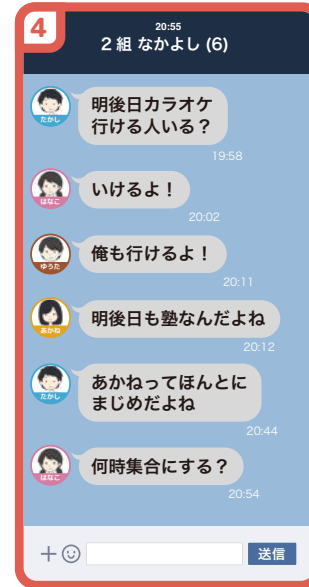 4
20:55
2組 なかよし (6)
明後日カラオケ
行ける人いる？
たかし
19:58
いけるよ！
はなこ
20:02
俺も行けるよ！
ゆうた
20:11
明後日も塾なんだよね
あかね
20:12
あかねってほんとに
まじめだよね
たかし
20:44
何時集合にする？
はなこ
20:54
送信